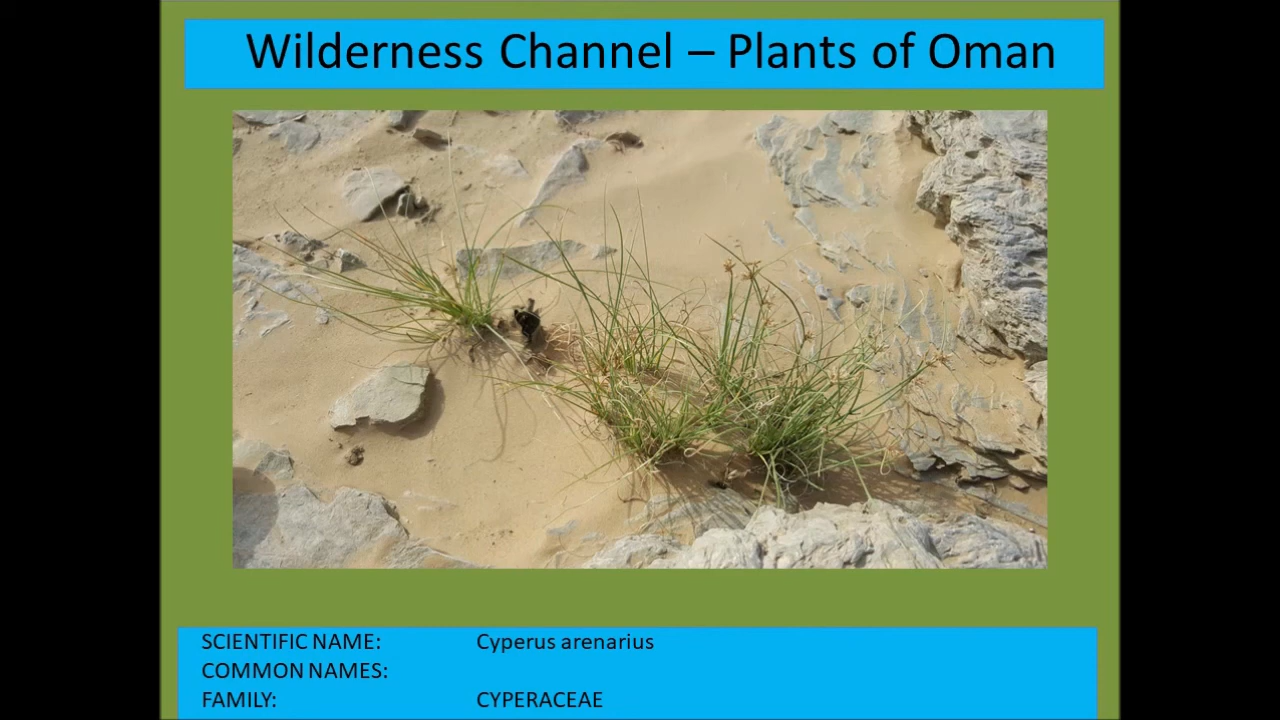 Wilderness Channel – Plants of Oman
SCIENTIFIC NAME: Cyperus arenarius
COMMON NAMES:
FAMILY: CYPERACEAE